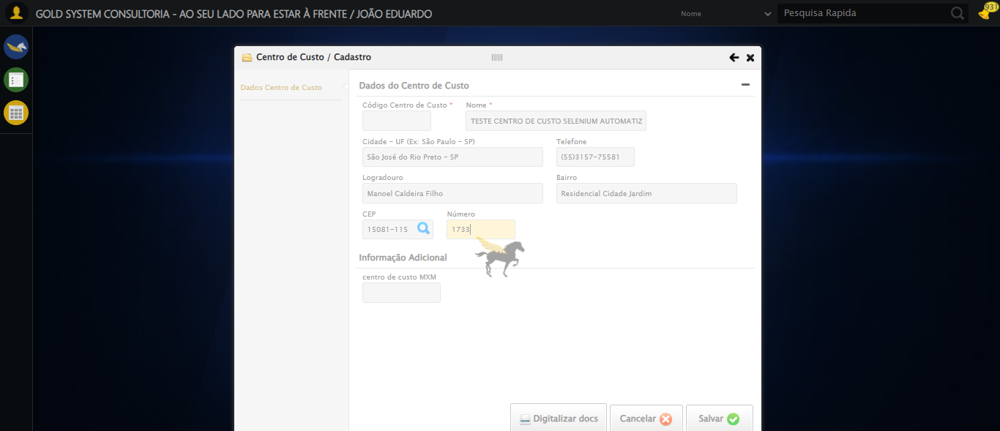 GOLD SYSTEM CONSULTORIA - AO SEU LADO PARA ESTAR À FRENTE / JOÃO EDUARDO
Nome
Pesquisa Rapida
931
Centro de Custo / Cadastro
Dados Centro de Custo
Dados do Centro de Custo
Código Centro de Custo * Nome *
TESTE CENTRO DE CUSTO SELENIUM AUTOMATIZ
Cidade - UF (Ex: São Paulo - SP) Telefone
São José do Rio Preto - SP (55)3157-75581
Logradouro Bairro
Manoel Caldeira Filho Residencial Cidade Jardim
CEP Número
15081-115 1733
Informação Adicional
centro de custo MXM
Digitalizar docs Cancelar Salvar